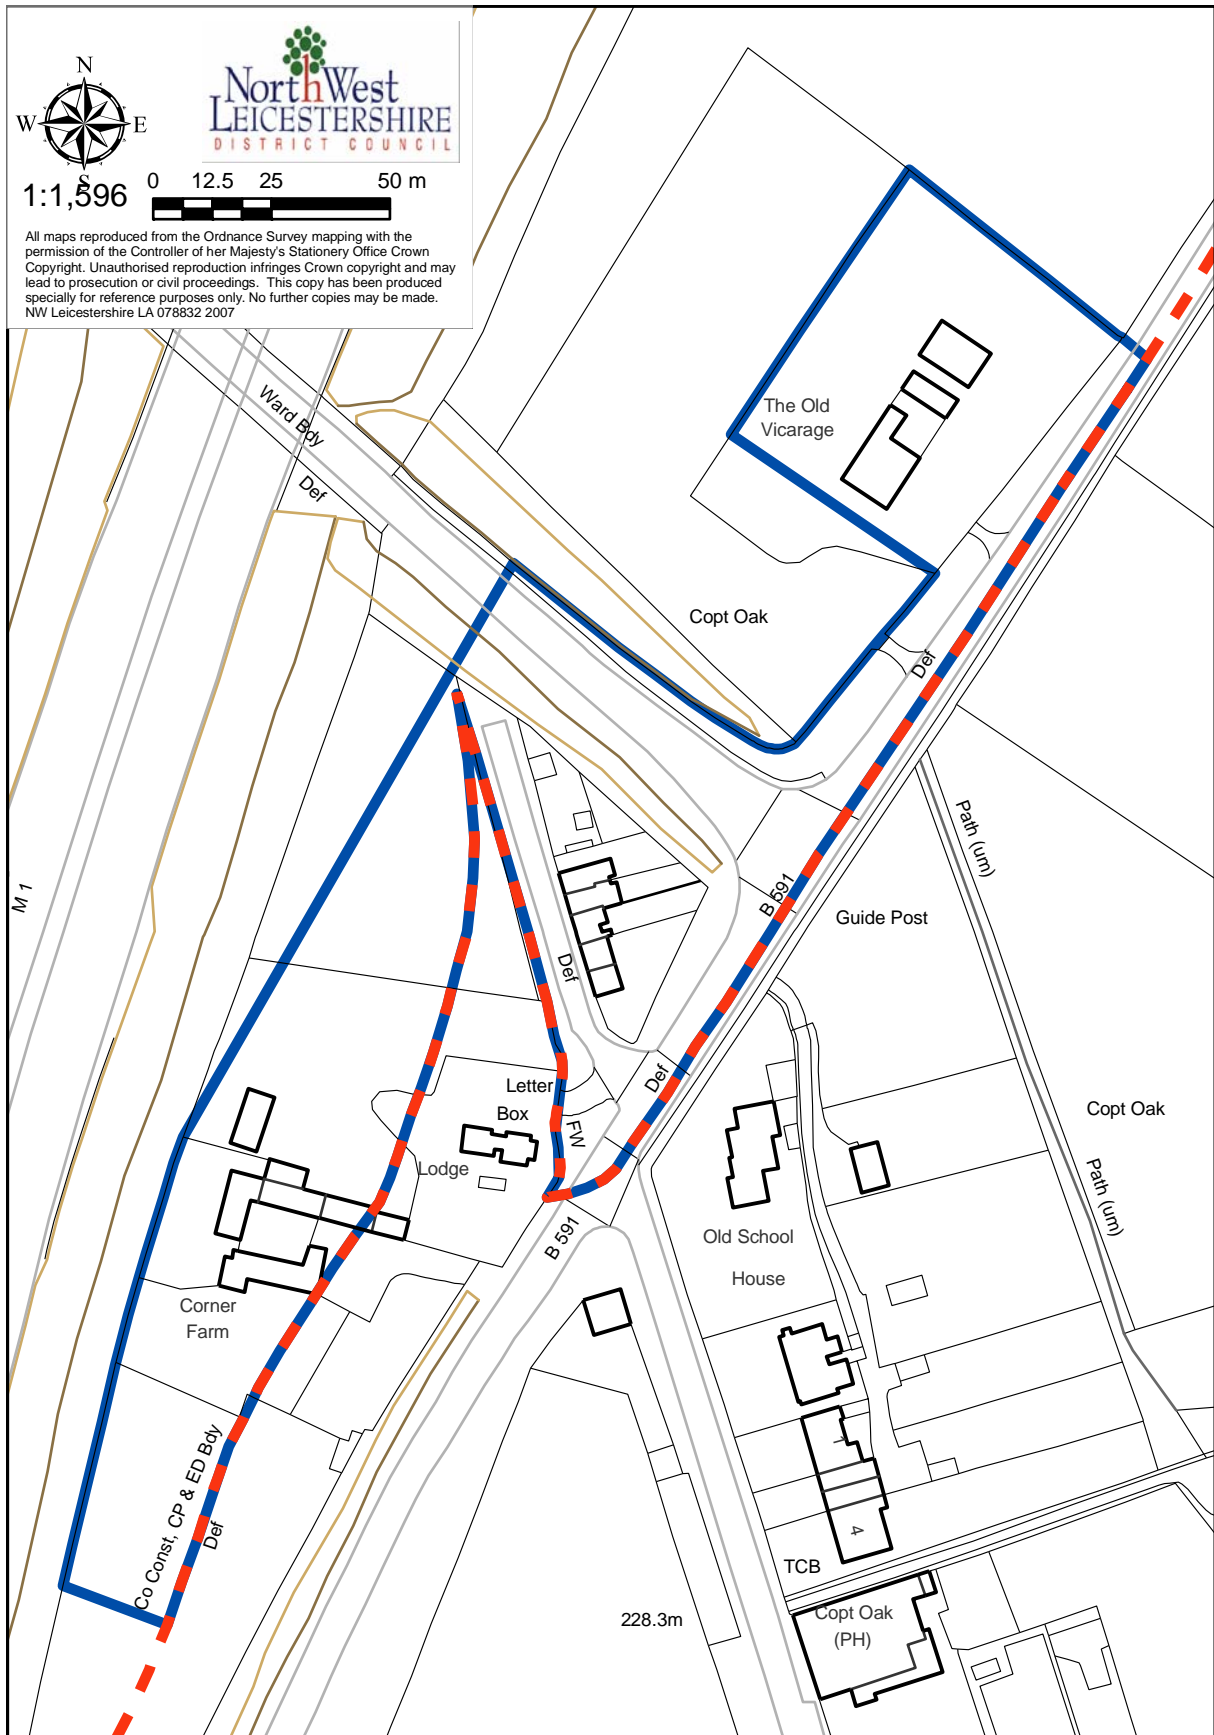 N
W
E
S
NorthWest
LEICESTERSHIRE
DISTRICT COUNCIL
1:1,596
0 12.5 25 50 m
All maps reproduced from the Ordnance Survey mapping with the
permission of the Controller of her Majesty's Stationery Office Crown
Copyright. Unauthorised reproduction infringes Crown copyright and may
lead to prosecution or civil proceedings. This copy has been produced
specially for reference purposes only. No further copies may be made.
NW Leicestershire LA 078832 2007
Ward Bdy
Def
The Old
Vicarage
Copt Oak
Def
M 1
Path (um)
B 591
Guide Post
Def
Def
Letter
Box
FW
Lodge
Copt Oak
Path (um)
B 591
Old School
House
Corner
Farm
Co Const, CP & ED Bdy
Def
1
4
TCB
228.3m
Copt Oak
(PH)